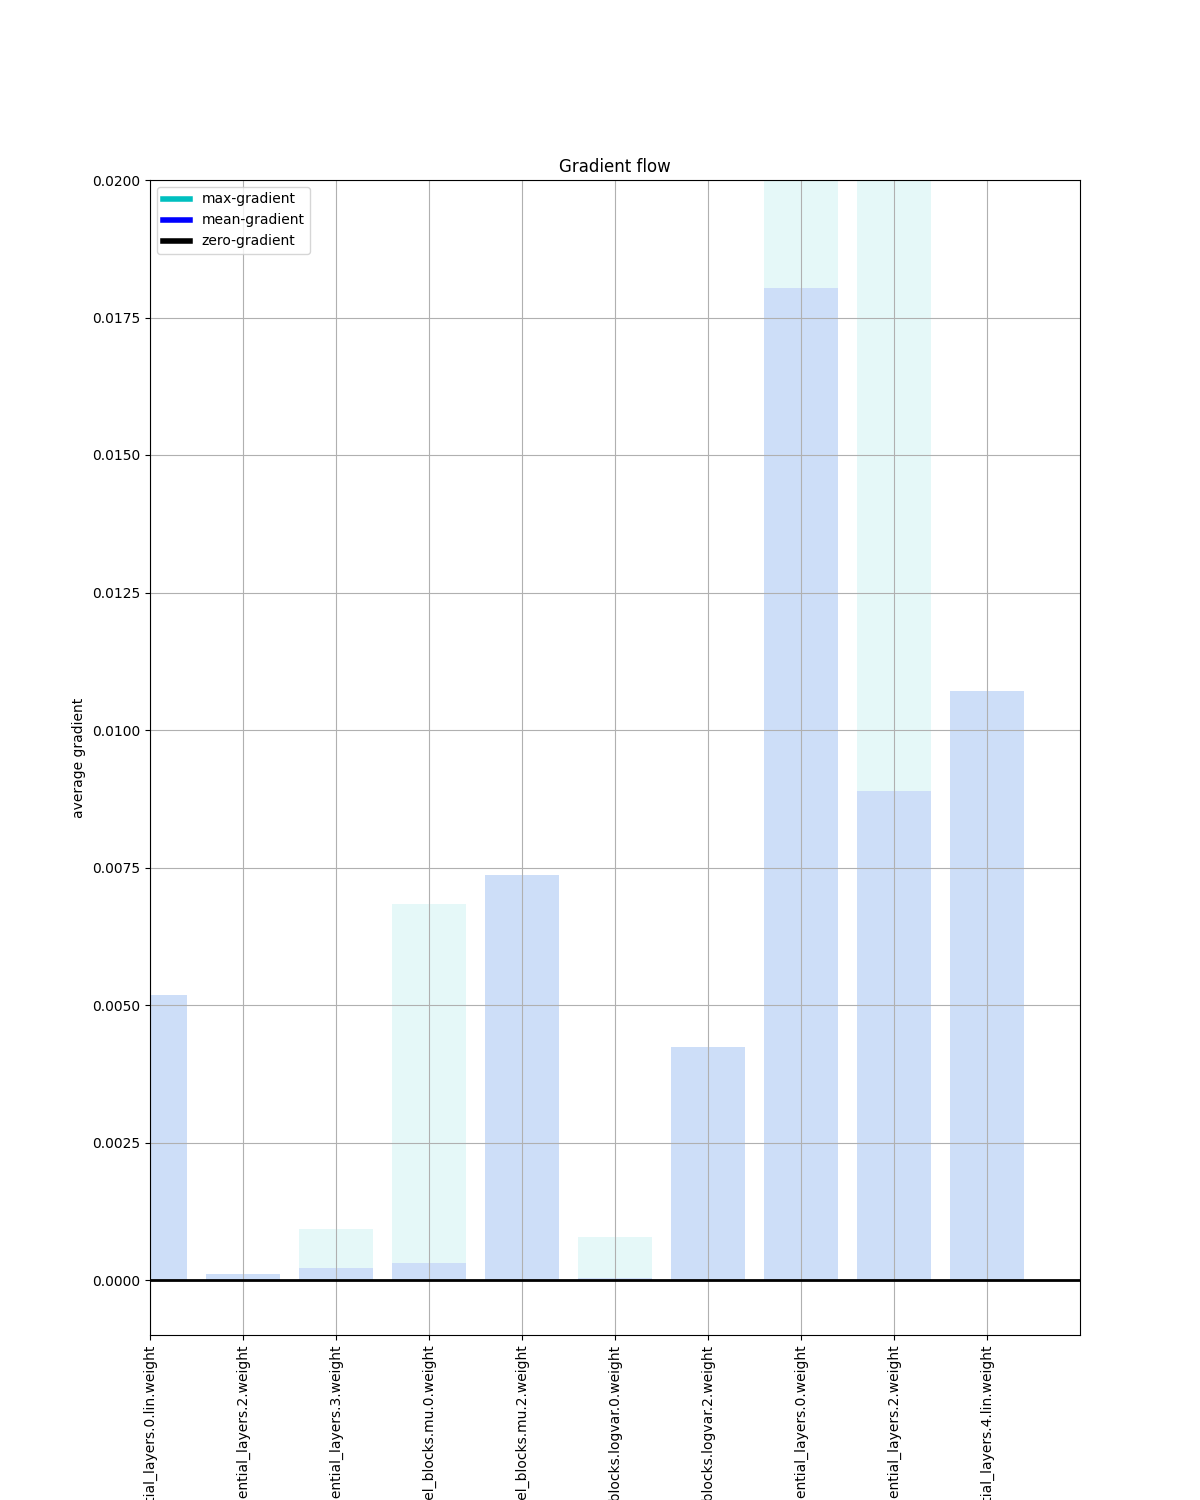 Gradient flow
max-gradient
mean-gradient
zero-gradient
0.0200
0.0175
0.0150
0.0125
0.0100
0.0075
0.0050
0.0025
0.0000
average gradient
tial_layers.0.lin.weight
ential_layers.2.weight
ential_layers.3.weight
el_blocks.mu.0.weight
el_blocks.mu.2.weight
blocks.logvar.0.weight
blocks.logvar.2.weight
ential_layers.0.weight
ential_layers.2.weight
tial_layers.4.lin.weight